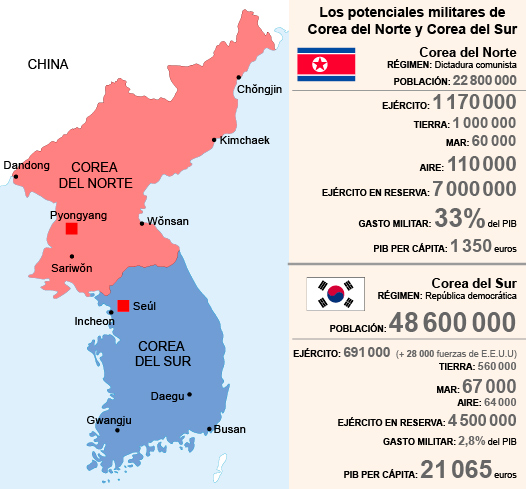 CHINA
Chŏngjin
Kimchaek
Dandong
COREA
DEL NORTE
Pyongyang
Wŏnsan
Sariwŏn
Seúl
Incheon
COREA
DEL SUR
Daegu
Gwangju
Busan
Los potenciales militares de
Corea del Norte y Corea del Sur
Corea del Norte
RÉGIMEN: Dictadura comunista
POBLACIÓN: 22 800 000
EJÉRCITO: 1 170 000
TIERRA: 1 000 000
MAR: 60 000
AIRE: 110 000
EJÉRCITO EN RESERVA: 7 000 000
GASTO MILITAR: 33% del PIB
PIB PER CÁPITA: 1 350 euros
Corea del Sur
RÉGIMEN: República democrática
POBLACIÓN: 48 600 000
EJÉRCITO: 691 000 (+ 28 000 fuerzas de E.E.U.U)
TIERRA: 560 000
MAR: 67 000
AIRE: 64 000
EJÉRCITO EN RESERVA: 4 500 000
GASTO MILITAR: 2,8% del PIB
PIB PER CÁPITA: 21 065 euros